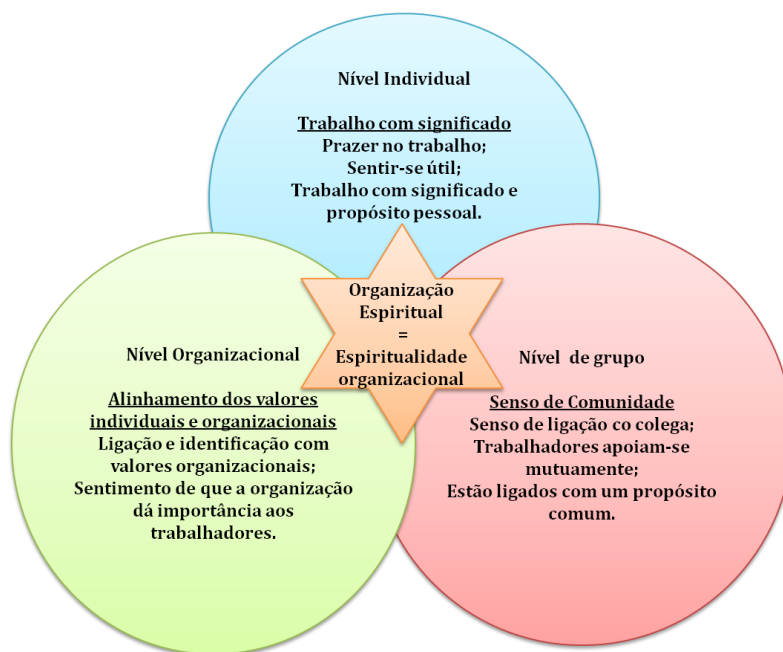 Nível Individual
Trabalho com significado
Prazer no trabalho;
Sentir-se útil;
Trabalho com significado e
propósito pessoal.
Organização
Espiritual
=
Espiritualidade
organizacional
Nível Organizacional
Alinhamento dos valores
individuais e organizacionais
Ligação e identificação com
valores organizacionais;
Sentimento de que a organização
dá importância aos
trabalhadores.
Nível de grupo
Senso de Comunidade
Senso de ligação co colega;
Trabalhadores apoiam-se
mutuamente;
Estão ligados com um propósito
comum.